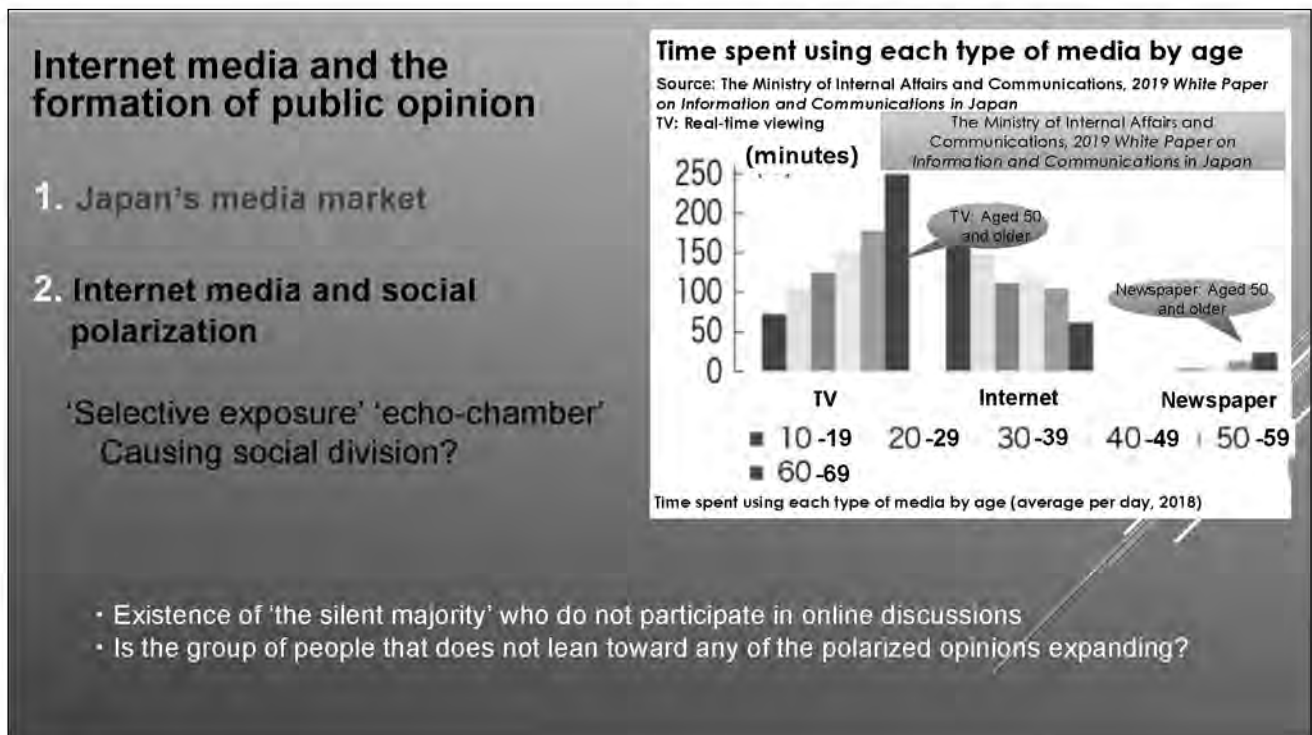 Internet media and the
formation of public opinion
1. Japan's media market
2. Internet media and social
polarization
'Selective exposure' 'echo-chamber'
Causing social division?
Time spent using each type of media by age
Source: The Ministry of Internal Affairs and Communications, 2019 White Paper
on Information and Communications in Japan
TV: Real-time viewing
The Ministry of Internal Affairs and
Communications, 2019 White Paper on
Information and Communications in Japan
(minutes)
250
200
150
100
50
0
TV: Aged 50
and older
Newspaper: Aged 50
and older
TV Internet Newspaper
10-19 20-29 30-39 40-49 50-59
60-69
Time spent using each type of media by age (average per day, 2018)
・Existence of 'the silent majority' who do not participate in online discussions
・Is the group of people that does not lean toward any of the polarized opinions expanding?